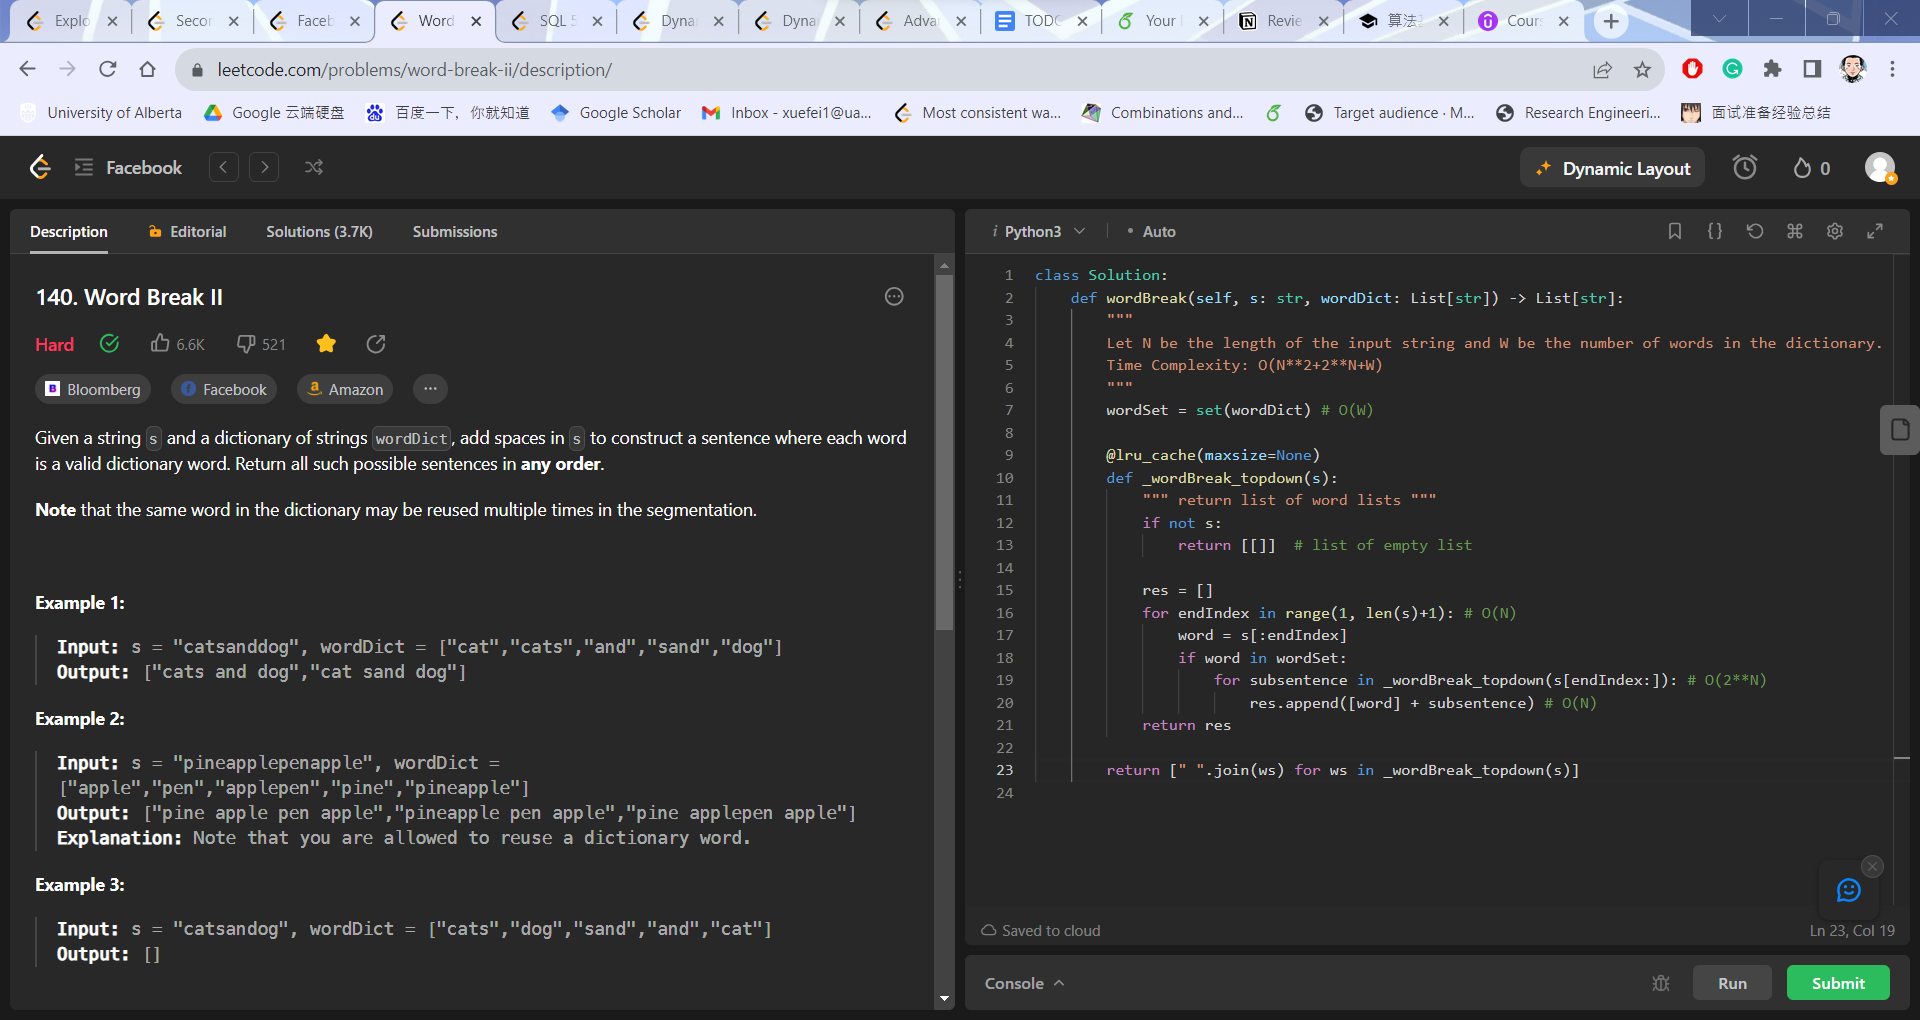 Explo
Secon
Faceb
Word
SQL 5
Dyna
Dyna
Adva
TODO
Your
Revie
算法
Cour
leetcode.com/problems/word-break-ii/description/
University of Alberta
Google 云端硬盘
百度一下，你就知道
Google Scholar
Inbox - xuefei1@ua...
Most consistent wa...
Combinations and...
Target audience · M...
Research Engineeri...
面试准备经验总结
Facebook
Dynamic Layout
0
Description
Editorial
Solutions (3.7K)
Submissions
140. Word Break II
Hard
6.6K
521
Bloomberg
Facebook
Amazon
Given a string s and a dictionary of strings wordDict, add spaces in s to construct a sentence where each word
is a valid dictionary word. Return all such possible sentences in any order.
Note that the same word in the dictionary may be reused multiple times in the segmentation.
Example 1:
Input: s = "catsanddog", wordDict = ["cat","cats","and","sand","dog"]
Output: ["cats and dog","cat sand dog"]
Example 2:
Input: s = "pineapplepenapple", wordDict =
["apple","pen","applepen","pine","pineapple"]
Output: ["pine apple pen apple","pineapple pen apple","pine applepen apple"]
Explanation: Note that you are allowed to reuse a dictionary word.
Example 3:
Input: s = "catsandog", wordDict = ["cats","dog","sand","and","cat"]
Output: []
i Python3
• Auto
1 class Solution:
2 def wordBreak(self, s: str, wordDict: List[str]) -> List[str]:
3 """
4 Let N be the length of the input string and W be the number of words in the dictionary.
5 Time Complexity: O(N**2+2**N+W)
6 """
7 wordSet = set(wordDict) # O(W)
8
9 @lru_cache(maxsize=None)
10 def _wordBreak_topdown(s):
11 """ return list of word lists """
12 if not s:
13 return [[]] # list of empty list
14
15 res = []
16 for endIndex in range(1, len(s)+1): # O(N)
17 word = s[:endIndex]
18 if word in wordSet:
19 for subsentence in _wordBreak_topdown(s[endIndex:]): # O(2**N)
20 res.append([word] + subsentence) # O(N)
21 return res
22
23 return [" ".join(ws) for ws in _wordBreak_topdown(s)]
24
Saved to cloud
Ln 23, Col 19
Console
Run
Submit